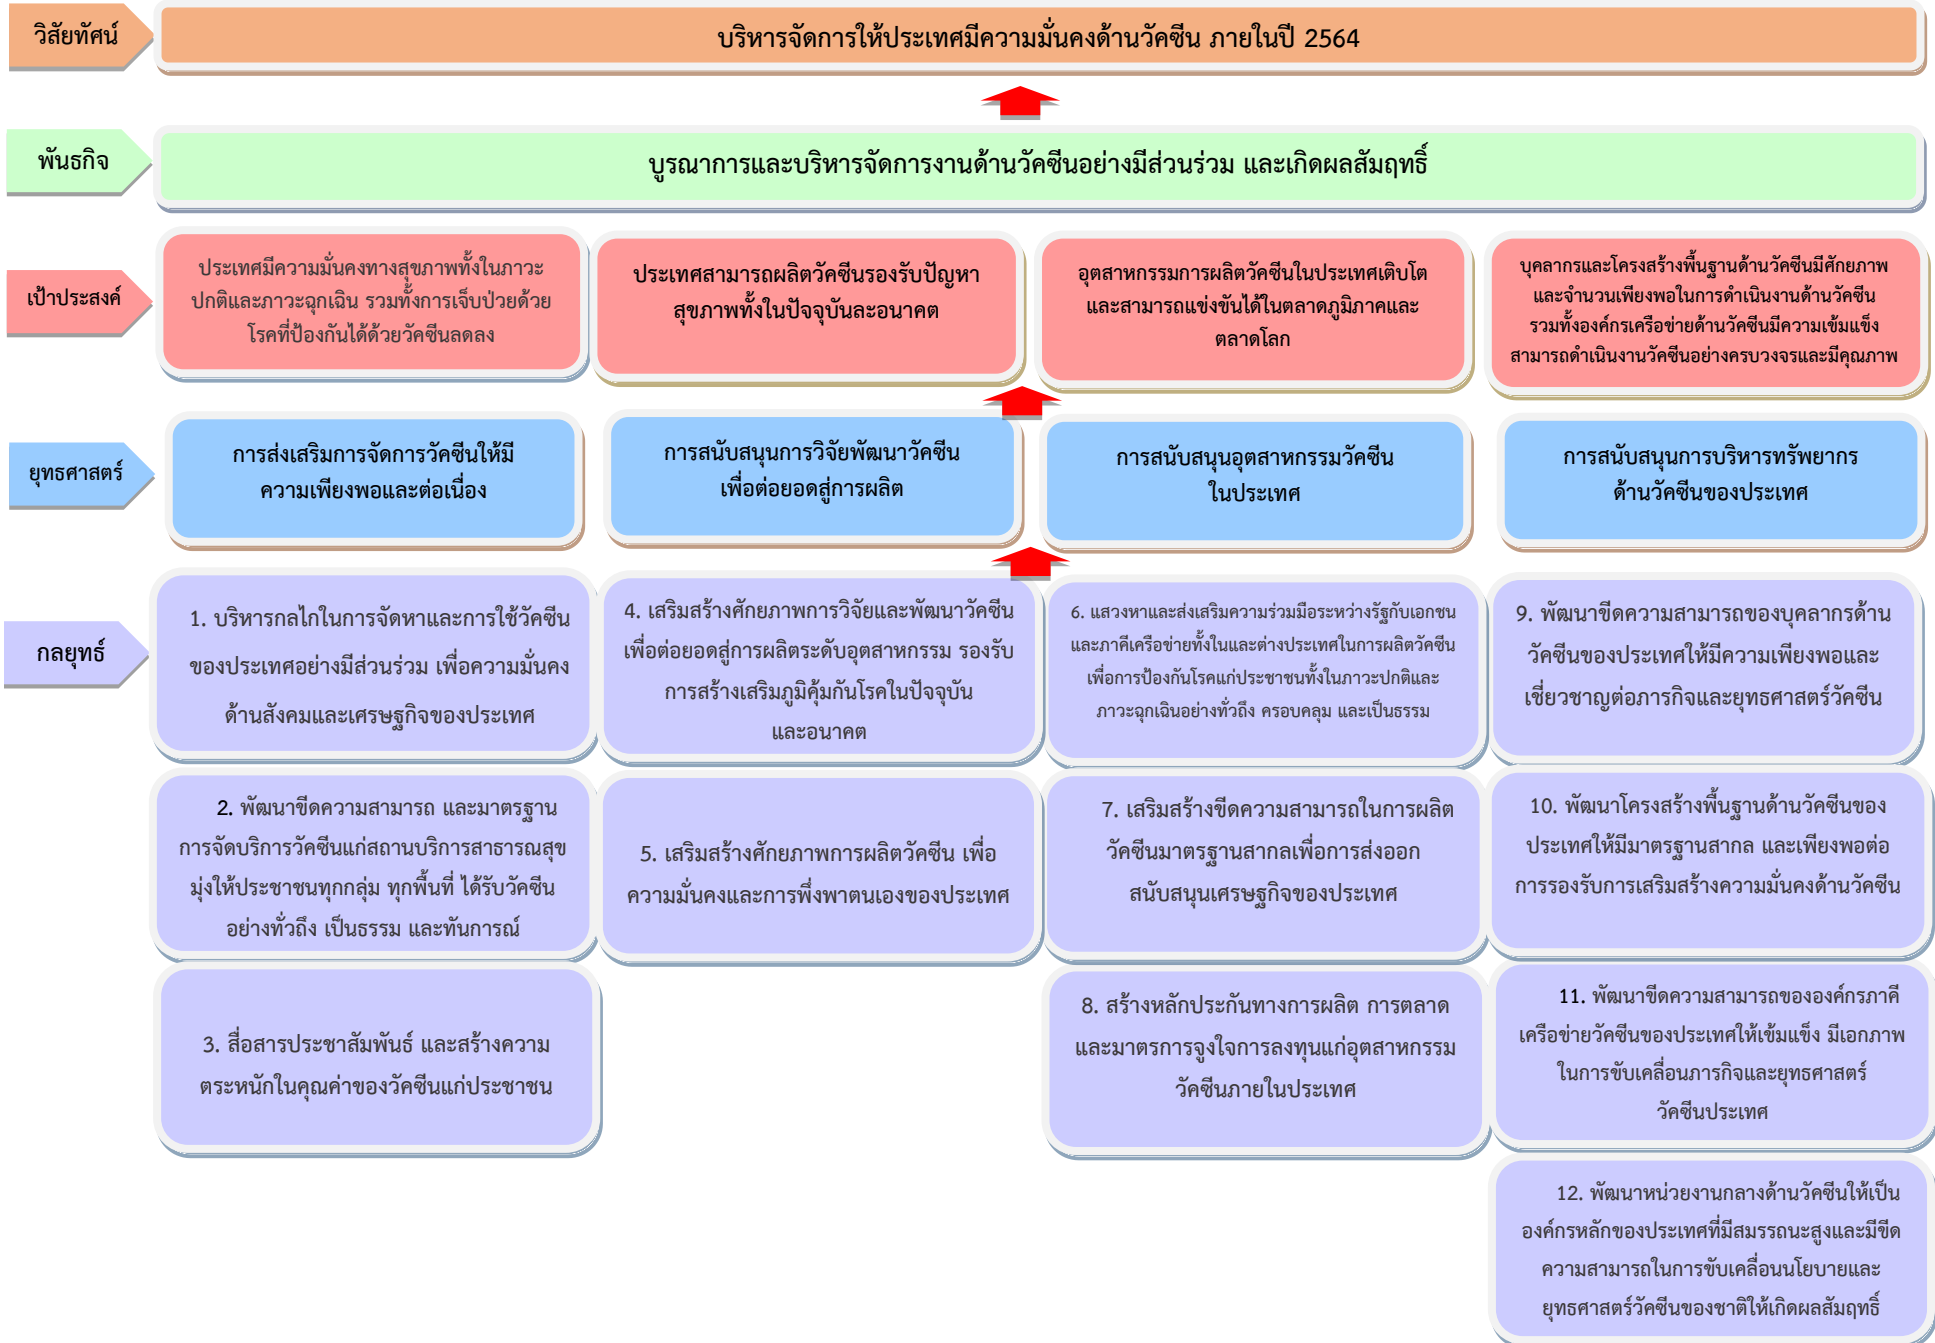 วิสัยทัศน์
บริหารจัดการให้ประเทศมีความมั่นคงด้านวัคซีน ภายในปี 2564
พันธกิจ
บูรณาการและบริหารจัดการงานด้านวัคซีนอย่างมีส่วนร่วม และเกิดผลสัมฤทธิ์
เป้าประสงค์
ประเทศมีความมั่นคงทางสุขภาพทั้งในภาวะ
ปกติและภาวะฉุกเฉิน รวมทั้งการเจ็บป่วยด้วย
โรคที่ป้องกันได้ด้วยวัคซีนลดลง
ประเทศสามารถผลิตวัคซีนรองรับปัญหา
สุขภาพทั้งในปัจจุบันละอนาคต
อุตสาหกรรมการผลิตวัคซีนในประเทศเติบโต
และสามารถแข่งขันได้ในตลาดภูมิภาคและ
ตลาดโลก
บุคลากรและโครงสร้างพื้นฐานด้านวัคซีนมีศักยภาพ
และจำนวนเพียงพอในการดำเนินงานด้านวัคซีน
รวมทั้งองค์กรเครือข่ายด้านวัคซีนมีความเข้มแข็ง
สามารถดำเนินงานวัคซีนอย่างครบวงจรและมีคุณภาพ
ยุทธศาสตร์
การส่งเสริมการจัดการวัคซีนให้มี
ความเพียงพอและต่อเนื่อง
การสนับสนุนการวิจัยพัฒนาวัคซีน
เพื่อต่อยอดสู่การผลิต
การสนับสนุนอุตสาหกรรมวัคซีน
ในประเทศ
การสนับสนุนการบริหารทรัพยากร
ด้านวัคซีนของประเทศ
กลยุทธ์
1. บริหารกลไกในการจัดหาและการใช้วัคซีน
ของประเทศอย่างมีส่วนร่วม เพื่อความมั่นคง
ด้านสังคมและเศรษฐกิจของประเทศ
2. พัฒนาขีดความสามารถ และมาตรฐาน
การจัดบริการวัคซีนแก่สถานบริการสาธารณสุข
มุ่งให้ประชาชนทุกกลุ่ม ทุกพื้นที่ ได้รับวัคซีน
อย่างทั่วถึง เป็นธรรม และทันการณ์
3. สื่อสารประชาสัมพันธ์ และสร้างความ
ตระหนักในคุณค่าของวัคซีนแก่ประชาชน
4. เสริมสร้างศักยภาพการวิจัยและพัฒนาวัคซีน
เพื่อต่อยอดสู่การผลิตระดับอุตสาหกรรม รองรับ
การสร้างเสริมภูมิคุ้มกันโรคในปัจจุบัน
และอนาคต
5. เสริมสร้างศักยภาพการผลิตวัคซีน เพื่อ
ความมั่นคงและการพึ่งพาตนเองของประเทศ
6. แสวงหาและส่งเสริมความร่วมมือระหว่างรัฐกับเอกชน
และภาคีเครือข่ายทั้งในและต่างประเทศในการผลิตวัคซีน
เพื่อการป้องกันโรคแก่ประชาชนทั้งในภาวะปกติและ
ภาวะฉุกเฉินอย่างทั่วถึง ครอบคลุม และเป็นธรรม
7. เสริมสร้างขีดความสามารถในการผลิต
วัคซีนมาตรฐานสากลเพื่อการส่งออก
สนับสนุนเศรษฐกิจของประเทศ
8. สร้างหลักประกันทางการผลิต การตลาด
และมาตรการจูงใจการลงทุนแก่อุตสาหกรรม
วัคซีนภายในประเทศ
9. พัฒนาขีดความสามารถของบุคลากรด้าน
วัคซีนของประเทศให้มีความเพียงพอและ
เชี่ยวชาญต่อภารกิจและยุทธศาสตร์วัคซีน
10. พัฒนาโครงสร้างพื้นฐานด้านวัคซีนของ
ประเทศให้มีมาตรฐานสากล และเพียงพอต่อ
การรองรับการเสริมสร้างความมั่นคงด้านวัคซีน
11. พัฒนาขีดความสามารถขององค์กรภาคี
เครือข่ายวัคซีนของประเทศให้เข้มแข็ง มีเอกภาพ
ในการขับเคลื่อนภารกิจและยุทธศาสตร์
วัคซีนประเทศ
12. พัฒนาหน่วยงานกลางด้านวัคซีนให้เป็น
องค์กรหลักของประเทศที่มีสมรรถนะสูงและมีขีด
ความสามารถในการขับเคลื่อนนโยบายและ
ยุทธศาสตร์วัคซีนของชาติให้เกิดผลสัมฤทธิ์